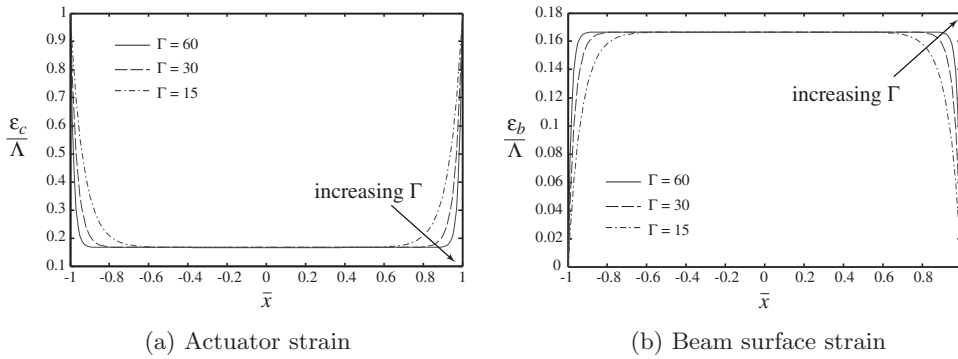 1
0.9
0.8
0.7
0.6
0.5
0.4
0.3
0.2
0.1
ε_c
Λ
Γ = 60
Γ = 30
Γ = 15
increasing Γ
-1 -0.8 -0.6 -0.4 -0.2 0 0.2 0.4 0.6 0.8 1
x̄
(a) Actuator strain
0.18
0.16
0.14
0.12
0.10
0.08
0.06
0.04
0.02
0
ε_b
Λ
increasing Γ
Γ = 60
Γ = 30
Γ = 15
-1 -0.8 -0.6 -0.4 -0.2 0 0.2 0.4 0.6 0.8
x̄
(b) Beam surface strain